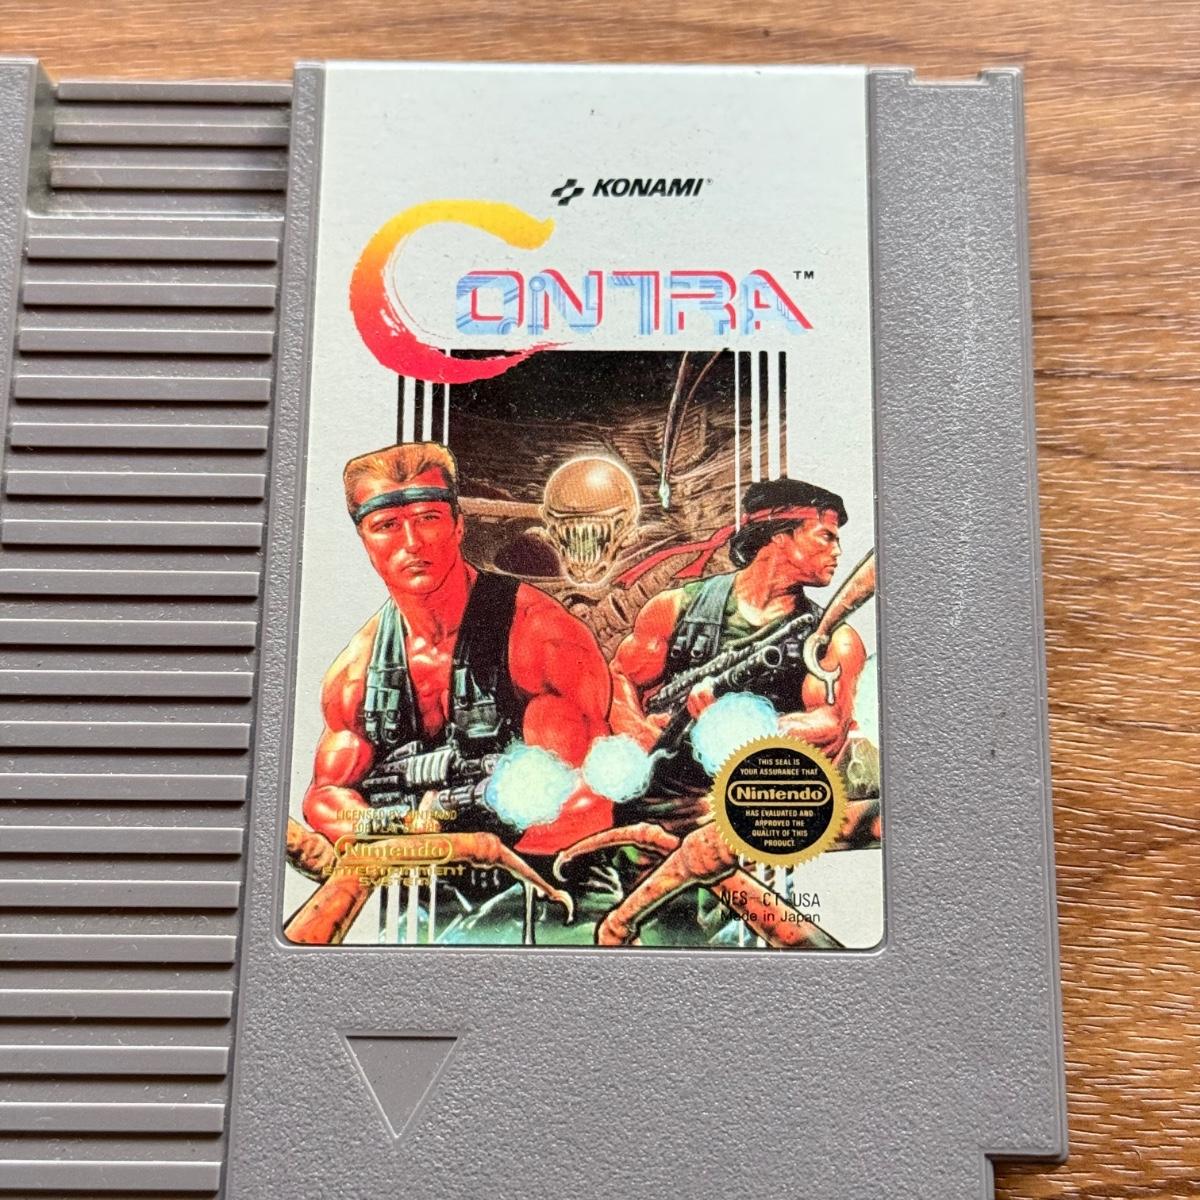 KONAMI®
CONTRA™
THIS SEAL IS
YOUR ASSURANCE THAT
Nintendo
HAS EVALUATED AND
APPROVED THE
QUALITY OF THIS
PRODUCT.
LICENSED BY NINTENDO
FOR PLAY ON THE
Nintendo
ENTERTAINMENT
SYSTEM
NES-CT-USA
Made in Japan